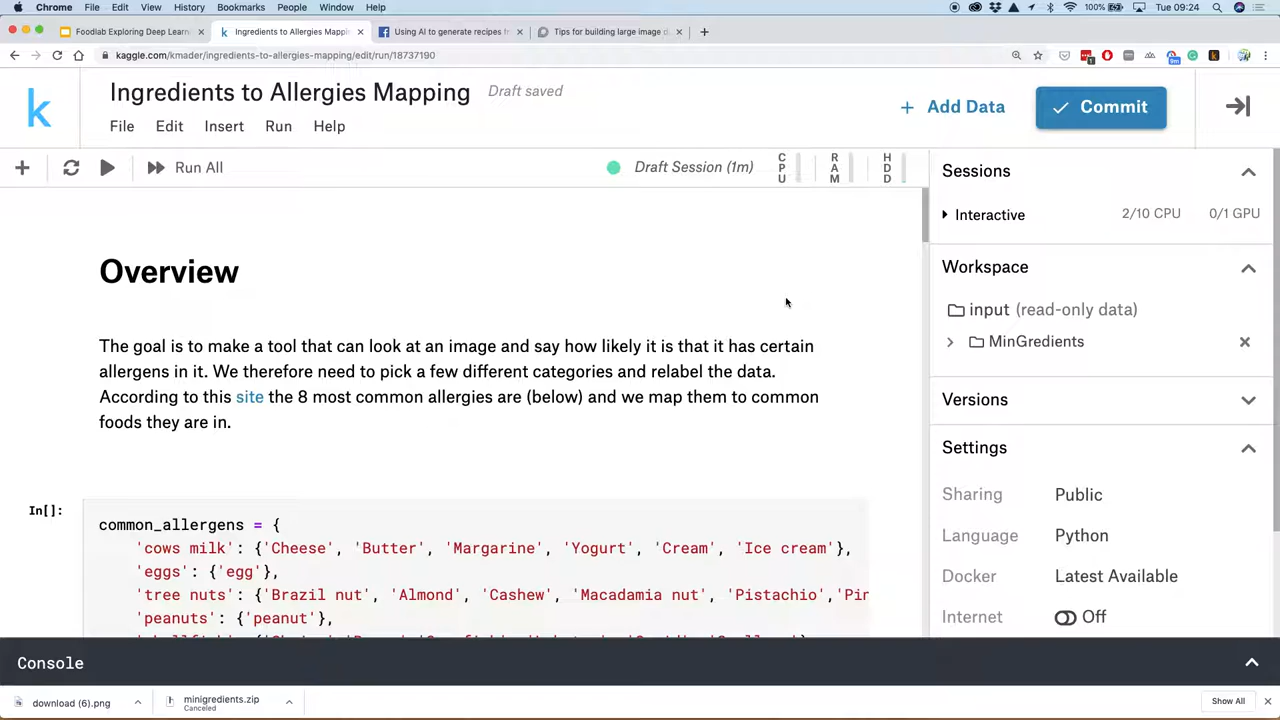 Chrome File Edit View History Bookmarks People Window Help 100% Tue 09:24
Foodlab Exploring Deep Learn Ingredients to Allergies Mappin Using AI to generate recipes fr Tips for building large image d
kaggle.com/kmader/ingredients-to-allergies-mapping/edit/run/18737190
Ingredients to Allergies Mapping Draft saved
File Edit Insert Run Help
+ Add Data
Commit
Run All
Draft Session (1m)
CPU
RAM
HDD
Sessions
Interactive 2/10 CPU 0/1 GPU
Workspace
input (read-only data)
MinGredients
Versions
Settings
Sharing Public
Language Python
Docker Latest Available
Internet Off
Overview
The goal is to make a tool that can look at an image and say how likely it is that it has certain
allergens in it. We therefore need to pick a few different categories and relabel the data.
According to this site the 8 most common allergies are (below) and we map them to common
foods they are in.
In[]:
common_allergens = {
'cows milk': {'Cheese', 'Butter', 'Margarine', 'Yogurt', 'Cream', 'Ice cream'},
'eggs': {'egg'},
'tree nuts': {'Brazil nut', 'Almond', 'Cashew', 'Macadamia nut', 'Pistachio','Pin
'peanuts': {'peanut'},
Console
download (6).png
minigredients.zip
Canceled
Show All